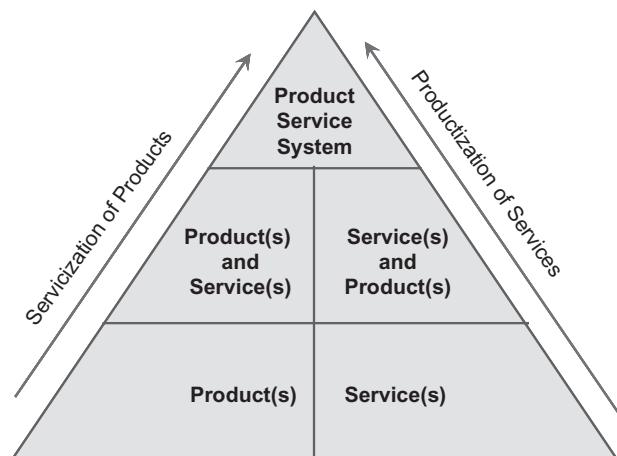 Product
Service
System
Servicization of Products
Productization of Services
Product(s)
and
Service(s)
Service(s)
and
Product(s)
Product(s)
Service(s)